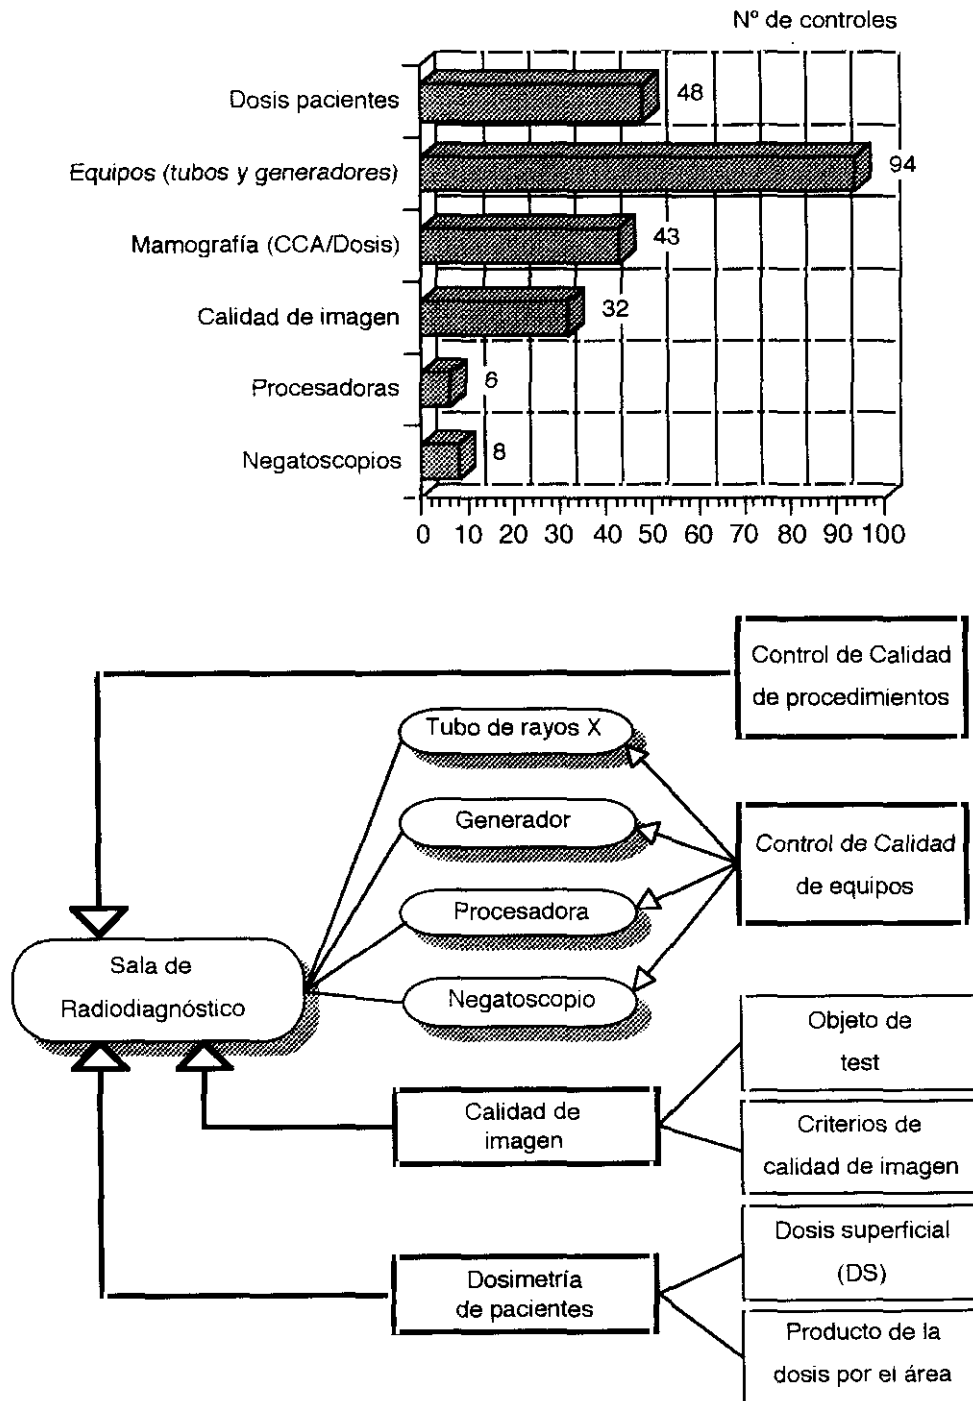 Nº de controles
Dosis pacientes
48
Equipos (tubos y generadores)
94
Mamografía (CCA/Dosis)
43
Calidad de imagen
32
Procesadoras
6
Negatoscopios
8
0 10 20 30 40 50 60 70 80 90 100
Control de Calidad
de procedimientos
Tubo de rayos X
Generador
Control de Calidad
de equipos
Procesadora
Sala de
Radiodiagnóstico
Negatoscopio
Objeto de
test
Calidad de
imagen
Criterios de
calidad de imagen
Dosis superficial
(DS)
Dosimetría
de pacientes
Producto de la
dosis por el área